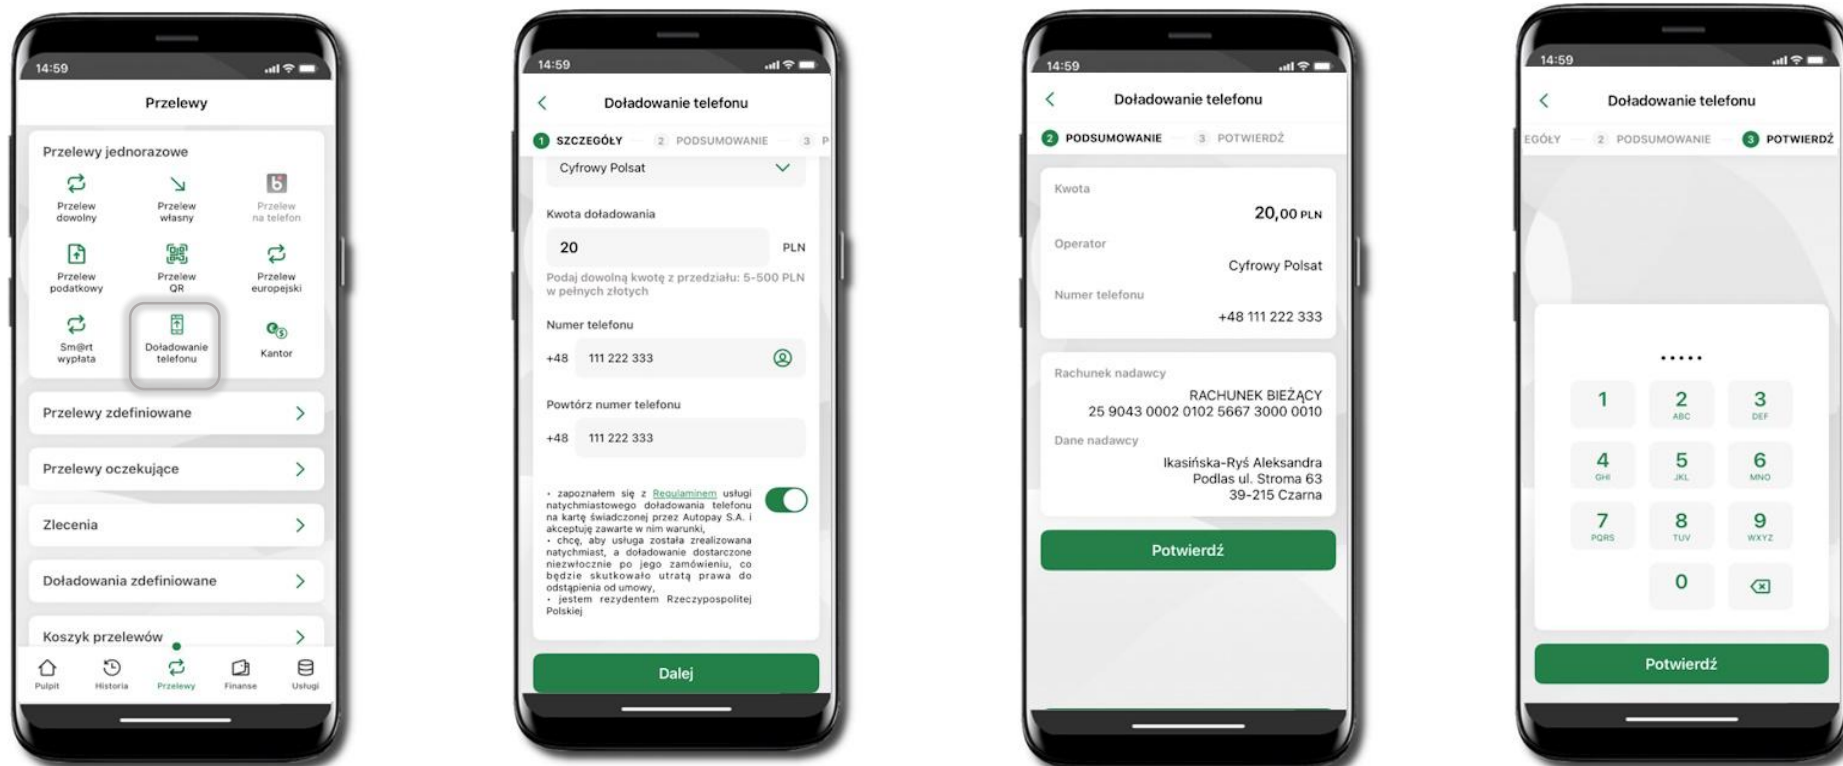 14:59
Przelewy
Przelewy jednorazowe
Przelew
dowolny
Przelew
własny
Przelew
na telefon
Przelew
podatkowy
Przelew
QR
Przelew
europejski
Sm@rt
wypłata
Doładowanie
telefonu
Kantor
Przelewy zdefiniowane
Przelewy oczekujące
Zlecenia
Doładowania zdefiniowane
Koszyk przelewów
Pulpit
Historia
Przelewy
Finanse
Usługi
14:59
Doładowanie telefonu
1 SZCZEGÓŁY 2 PODSUMOWANIE 3 P
Cyfrowy Polsat
Kwota doładowania
20 PLN
Podaj dowolną kwotę z przedziału: 5-500 PLN
w pełnych złotych
Numer telefonu
+48 111 222 333
Powtórz numer telefonu
+48 111 222 333
• zapoznałem się z Regulaminem usługi
natychmiastowego doładowania telefonu
na kartę świadczonej przez Autopay S.A. i
akceptuję zawarte w nim warunki,
• chcę, aby usługa została zrealizowana
natychmiast, a doładowanie dostarczone
niezwłocznie po jego zamówieniu, co
będzie skutkowało utratą prawa do
odstąpienia od umowy,
• jestem rezydentem Rzeczypospolitej
Polskiej
Dalej
14:59
Doładowanie telefonu
2 PODSUMOWANIE 3 POTWIERDŹ
Kwota
20,00 PLN
Operator
Cyfrowy Polsat
Numer telefonu
+48 111 222 333
Rachunek nadawcy
RACHUNEK BIEŻĄCY
25 9043 0002 0102 5667 3000 0010
Dane nadawcy
Ikasińska-Ryś Aleksandra
Podlas ul. Stroma 63
39-215 Czarna
Potwierdź
14:59
Doładowanie telefonu
EGÓŁY 2 PODSUMOWANIE 3 POTWIERDŹ
•••••
1 2 3
ABC DEF
4 5 6
GHI JKL MNO
7 8 9
PQRS TUV WXYZ
0
Potwierdź